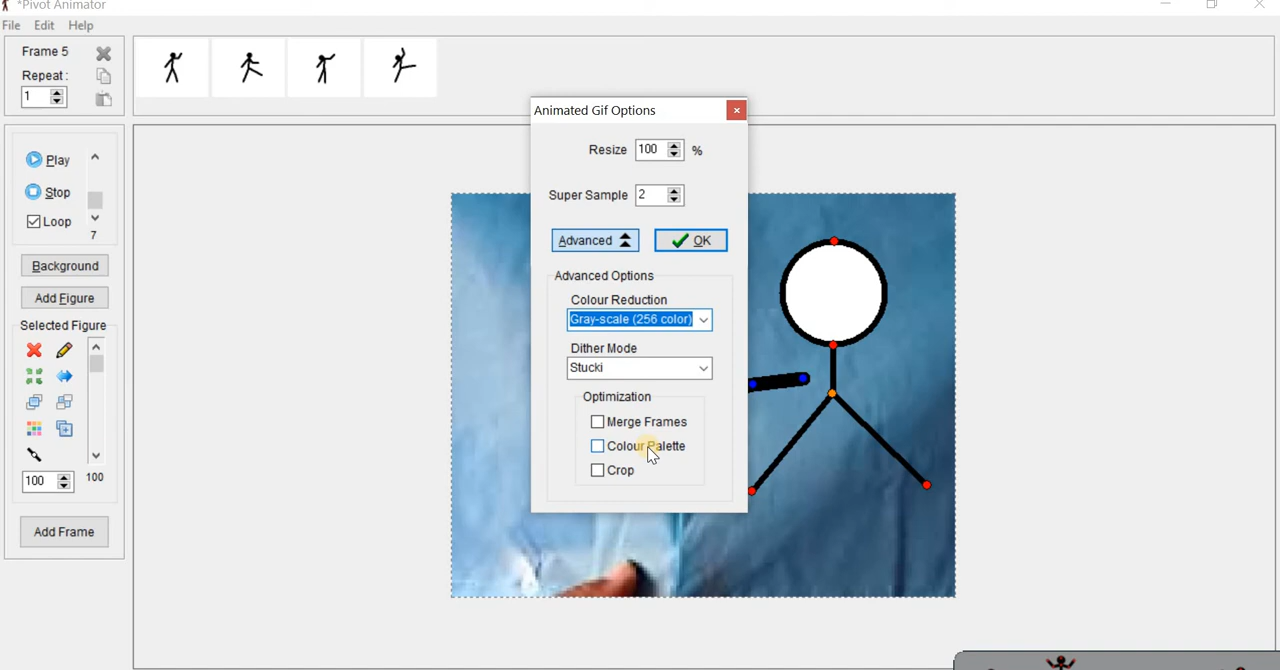 *Pivot Animator
File Edit Help
Frame 5
Repeat:
1
Play
Stop
Loop
7
Background
Add Figure
Selected Figure
100
100
Add Frame
Animated Gif Options
Resize 100 %
Super Sample 2
Advanced OK
Advanced Options
Colour Reduction
Gray-scale (256 color)
Dither Mode
Stucki
Optimization
Merge Frames
Colour Palette
Crop